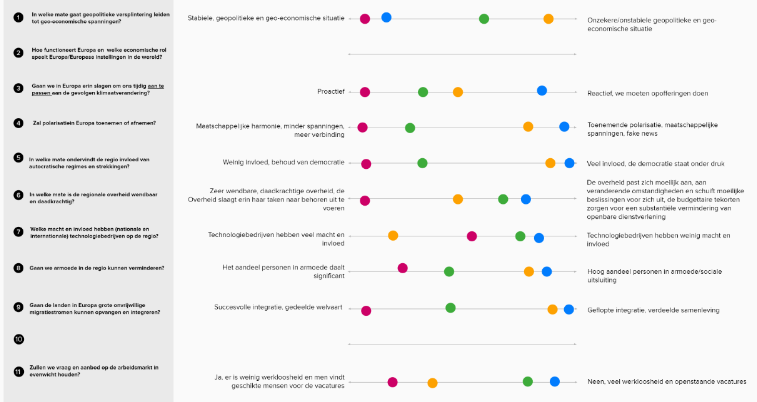 1 In welke mate gaat geopolitieke versplintering leiden
tot geo-economische spanningen?
Stabiele, geopolitieke en geo-economische situatie
Onzekere/onstabiele geopolitieke en geo-
economische situatie
2 Hoe functioneert Europa en welke economische rol
speelt Europa/Europese instellingen in de wereld?
3 Gaan we in Europa erin slagen om ons tijdig aan te
passen aan de gevolgen klimaatverandering?
Proactief
Reactief, we moeten opofferingen doen
4 Zal polarisatie in Europa toenemen of afnemen?
Maatschappelijke harmonie, minder spanningen,
meer verbinding
Toenemende polarisatie, maatschappelijke
spanningen, fake news
5 In welke mate ondervindt de regio invloed van
autocratische regimes en strekkingen?
Weinig invloed, behoud van democratie
Veel invloed, de democratie staat onder druk
6 In welke mate is de regionale overheid wendbaar
en daadkrachtig?
Zeer wendbare, daadkrachtige overheid, de
Overheid slaagt erin haar taken naar behoren uit te
voeren
De overheid past zich moeilijk aan, aan
veranderende omstandigheden en schuift moeilijke
beslissingen voor zich uit, de budgettaire tekorten
zorgen voor een substantiële vermindering van
openbare dienstverlening
7 Welke macht en invloed hebben (nationale en
internationale) technologiebedrijven op de regio?
Technologiebedrijven hebben veel macht en
invloed
Technologiebedrijven hebben weinig macht en
invloed
8 Gaan we armoede in de regio kunnen verminderen?
Het aandeel personen in armoede daalt
significant
Hoog aandeel personen in armoede/sociale
uitsluiting
9 Gaan de landen in Europa grote onvrijwillige
migratiestromen kunnen opvangen en integreren?
Succesvolle integratie, gedeelde welvaart
Geflopte integratie, verdeelde samenleving
10
11 Zullen we vraag en aanbod op de arbeidsmarkt in
evenwicht houden?
Ja, er is weinig werkloosheid en men vindt
geschikte mensen voor de vacatures
Neen, veel werkloosheid en openstaande vacatures